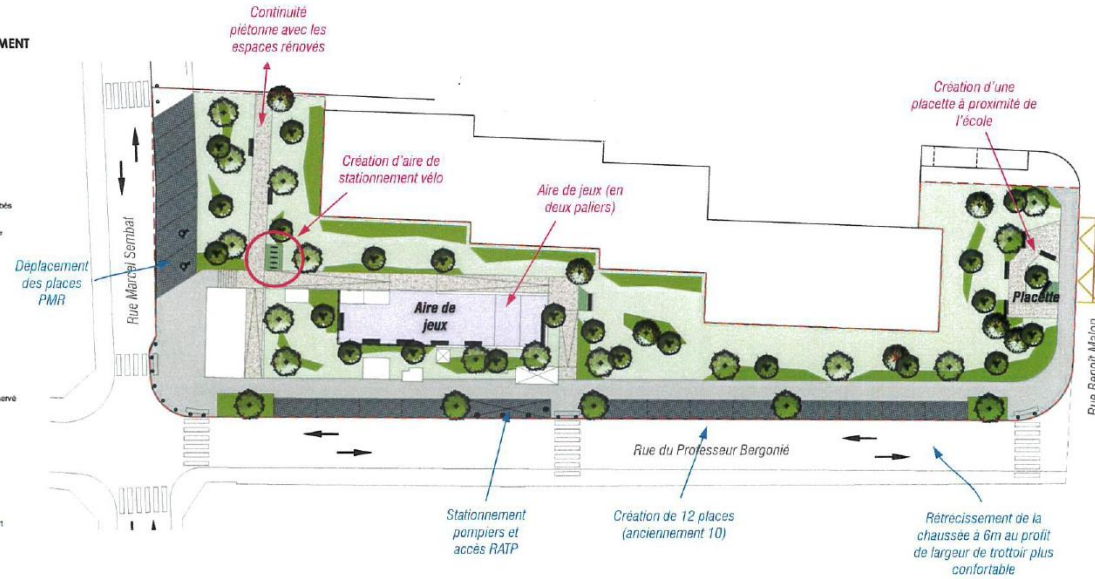 MENT
Continuité
piétonne avec les
espaces rénovés
Création d'une
placette à proximité de
l'école
Création d'aire de
stationnement vélo
Aire de jeux (en
deux paliers)
Rue Marcel Sembat
Déplacement
des places
PMR
Aire de
jeux
Placette
Rue Benoît Malon
Rue du Professeur Bergonié
Stationnement
pompiers et
accès RATP
Création de 12 places
(anciennement 10)
Rétrecissement de la
chaussée à 6m au profit
de largeur de trottoir plus
confortable